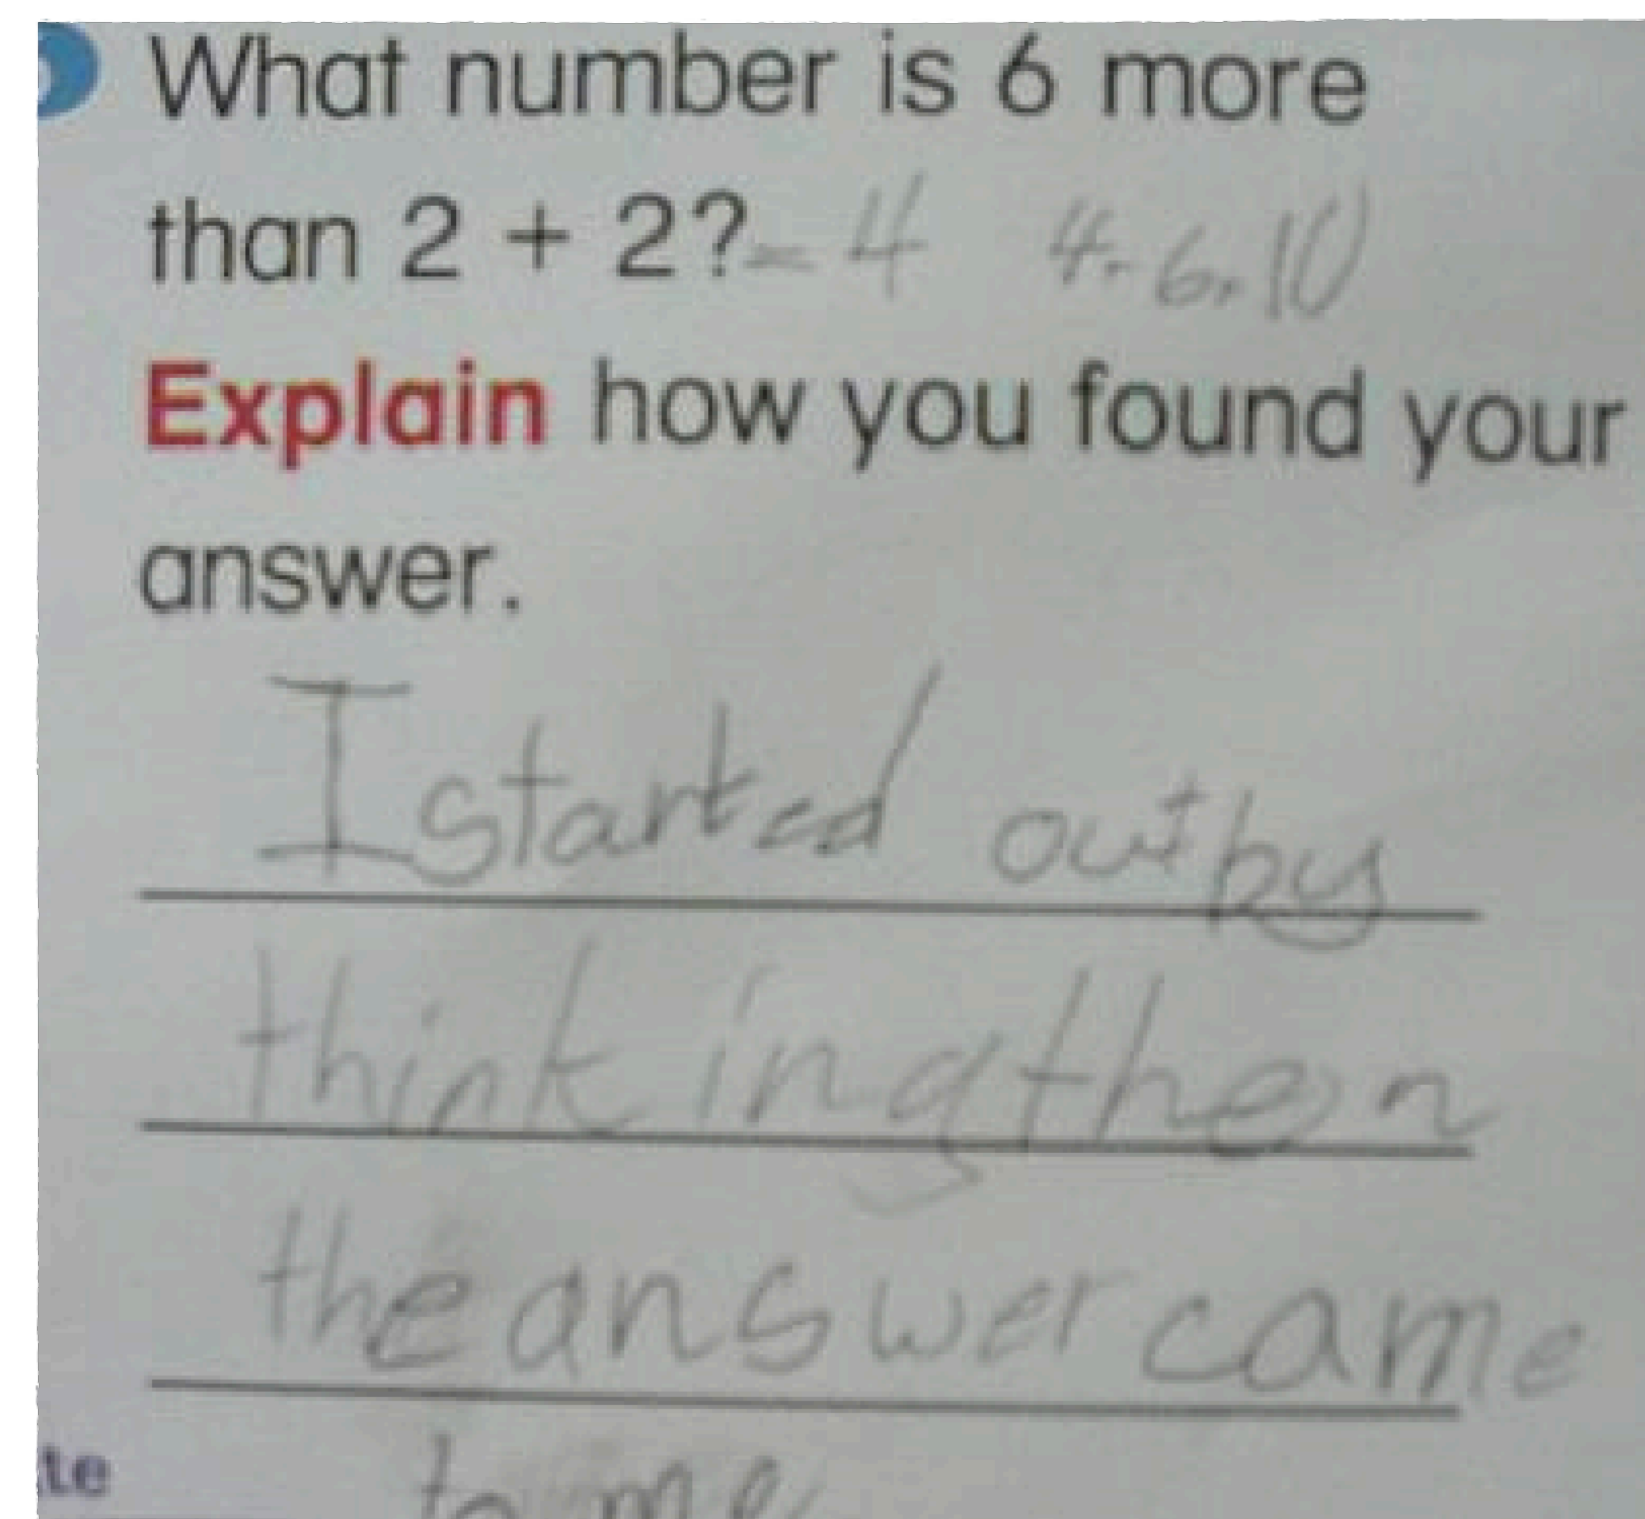 What number is 6 more
than 2 + 2? = 4 4+6=10
Explain how you found your
answer.
I started out by
thinking then
the answer came
to me
te